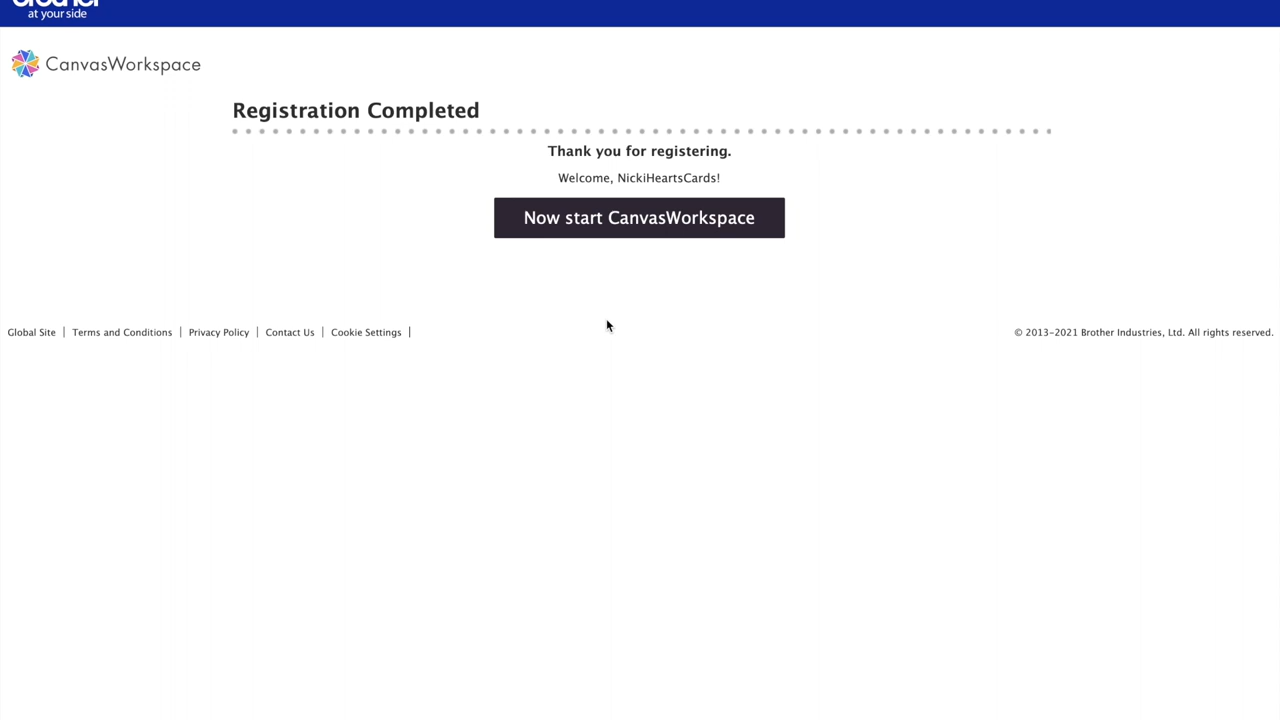 brother
at your side
CanvasWorkspace
Registration Completed
Thank you for registering.
Welcome, NickiHeartsCards!
Now start CanvasWorkspace
Global Site | Terms and Conditions | Privacy Policy | Contact Us | Cookie Settings |
© 2013-2021 Brother Industries, Ltd. All rights reserved.